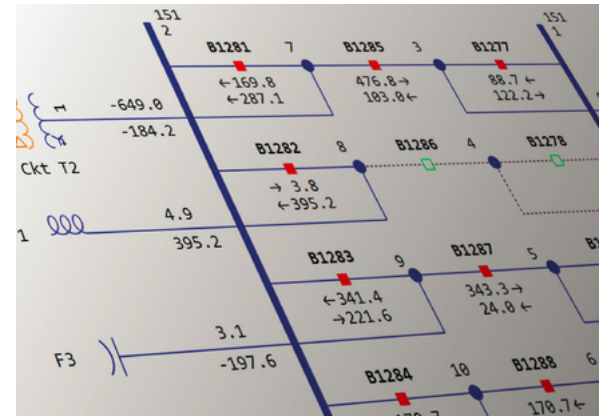 151
2
151
1
B1281 7 B1285 3 B1277
←169.8 476.8→ 88.7 ←
←287.1 103.0← 122.2→
1 -649.0
-184.2
Ckt T2
B1282 8 B1286 4 B1278
→ 3.8
←395.2
1 4.9
395.2
B1283 9 B1287 5
←341.4 343.3→
→221.6 24.0 ←
F3 3.1
-197.6
B1284 10 B1288 6
170.7←